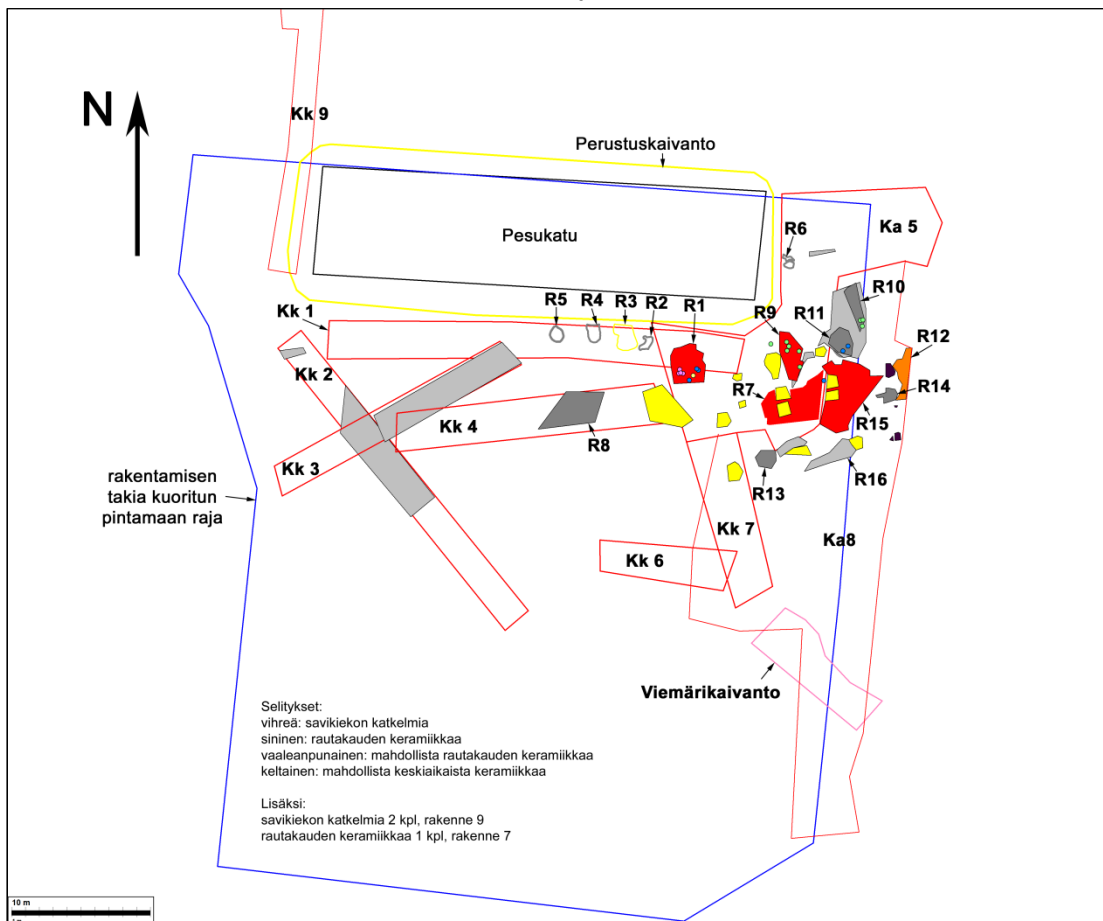 N
Kk 9
Perustuskaivanto
Pesukatu
Ka 5
R6
R10
R5
R4
R3
R2
R1
R9
R11
R12
Kk 1
Kk 2
R7
R14
Kk 4
R8
R15
Kk 3
R13
R16
rakentamisen
takia kuoritun
pintamaan raja
Kk 7
Ka8
Kk 6
Viemärikaivanto
Selitykset:
vihreä: savikiekon katkelmia
sininen: rautakauden keramiikkaa
vaaleanpunainen: mahdollista rautakauden keramiikkaa
keltainen: mahdollista keskiaikaista keramiikkaa
Lisäksi:
savikiekon katkelmia 2 kpl, rakenne 9
rautakauden keramiikkaa 1 kpl, rakenne 7
10 m